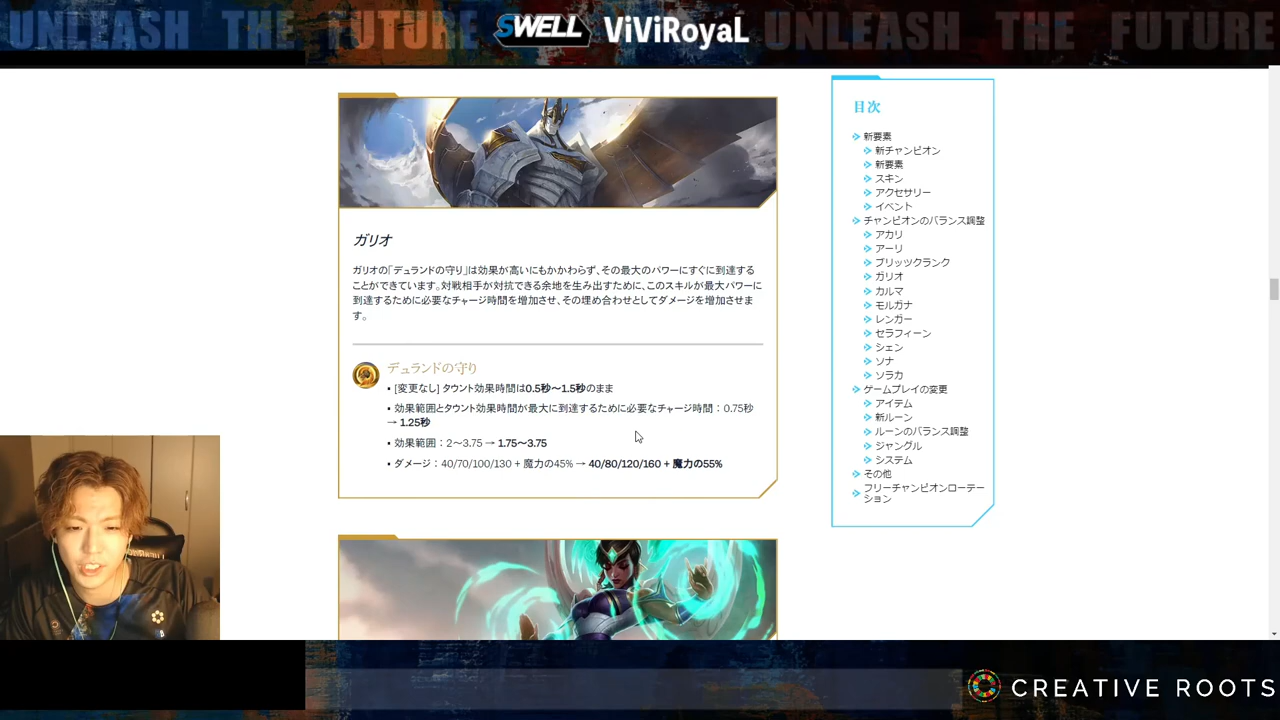 UNLEASH THE FUTURE SWELL ViViRoyaL UNLEASH THE FUTURE
ガリオ
ガリオの「デュランドの守り」は効果が高いにもかかわらず、その最大のパワーにすぐに到達する
ことができています。対戦相手が対抗できる余地を生み出すために、このスキルが最大パワーに
到達するために必要なチャージ時間を増加させ、その埋め合わせとしてダメージを増加させま
す。
デュランドの守り
• [変更なし] タウント効果時間は0.5秒～1.5秒のまま
• 効果範囲とタウント効果時間が最大に到達するために必要なチャージ時間：0.75秒
→ 1.25秒
• 効果範囲：2～3.75 → 1.75～3.75
• ダメージ：40/70/100/130 + 魔力の45% → 40/80/120/160 + 魔力の55%
目次
新要素
新チャンピオン
新要素
スキン
アクセサリー
イベント
チャンピオンのバランス調整
アカリ
アーリ
ブリッツクランク
ガリオ
カルマ
モルガナ
レンガー
セラフィーン
シェン
ソナ
ソラカ
ゲームプレイの変更
アイテム
新ルーン
ルーンのバランス調整
ジャングル
システム
その他
フリーチャンピオンローテー
ション
CREATIVE ROOTS